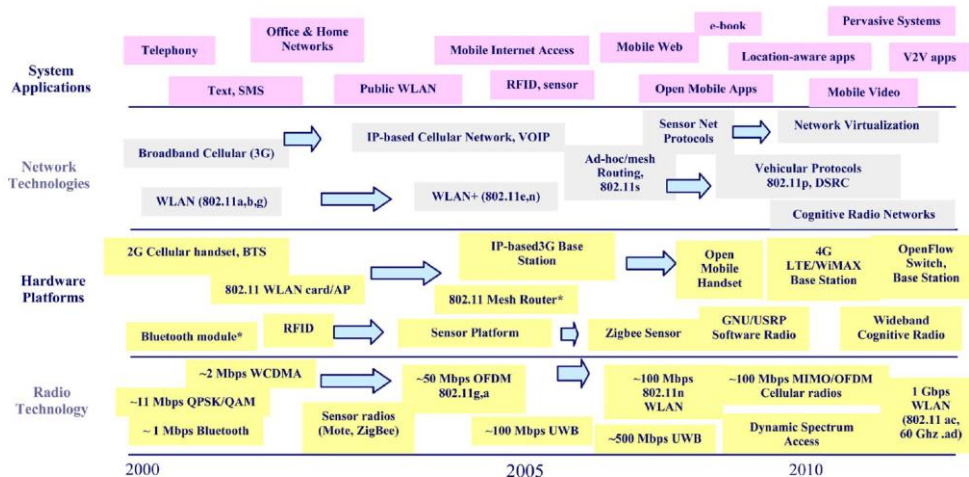 System
Applications
Telephony
Office & Home
Networks
Mobile Internet Access
Mobile Web
e-book
Pervasive Systems
Location-aware apps
V2V apps
Text, SMS
Public WLAN
RFID, sensor
Open Mobile Apps
Mobile Video
Network
Technologies
Broadband Cellular (3G)
IP-based Cellular Network, VOIP
Sensor Net
Protocols
Network Virtualization
Ad-hoc/mesh
Routing,
802.11s
Vehicular Protocols
802.11p, DSRC
WLAN (802.11a,b,g)
WLAN+ (802.11e,n)
Cognitive Radio Networks
Hardware
Platforms
2G Cellular handset, BTS
IP-based3G Base
Station
Open
Mobile
Handset
4G
LTE/WiMAX
Base Station
OpenFlow
Switch,
Base Station
802.11 WLAN card/AP
802.11 Mesh Router*
Bluetooth module*
RFID
Sensor Platform
Zigbee Sensor
GNU/USRP
Software Radio
Wideband
Cognitive Radio
Radio
Technology
~2 Mbps WCDMA
~11 Mbps QPSK/QAM
~ 1 Mbps Bluetooth
Sensor radios
(Mote, ZigBee)
~50 Mbps OFDM
802.11g,a
~100 Mbps UWB
~100 Mbps
802.11n
WLAN
~500 Mbps UWB
~100 Mbps MIMO/OFDM
Cellular radios
Dynamic Spectrum
Access
1 Gbps
WLAN
(802.11 ac,
60 Ghz .ad)
2000
2005
2010